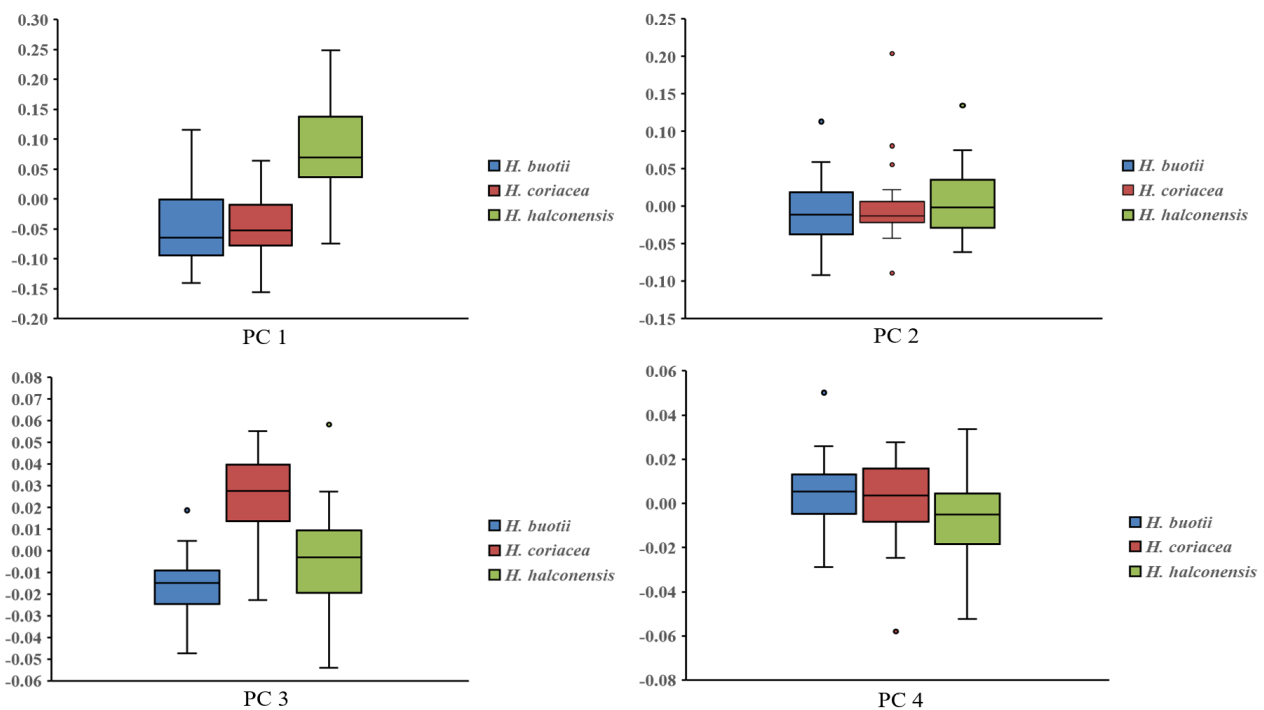 0.30
0.25
0.20
0.15
0.10
0.05
0.00
-0.05
-0.10
-0.15
-0.20
H. buotii
H. coriacea
H. halconensis
PC 1
0.25
0.20
0.15
0.10
0.05
0.00
-0.05
-0.10
-0.15
H. buotii
H. coriacea
H. halconensis
PC 2
0.08
0.07
0.06
0.05
0.04
0.03
0.02
0.01
0.00
-0.01
-0.02
-0.03
-0.04
-0.05
-0.06
H. buotii
H. coriacea
H. halconensis
PC 3
0.06
0.04
0.02
0.00
-0.02
-0.04
-0.06
-0.08
H. buotii
H. coriacea
H. halconensis
PC 4